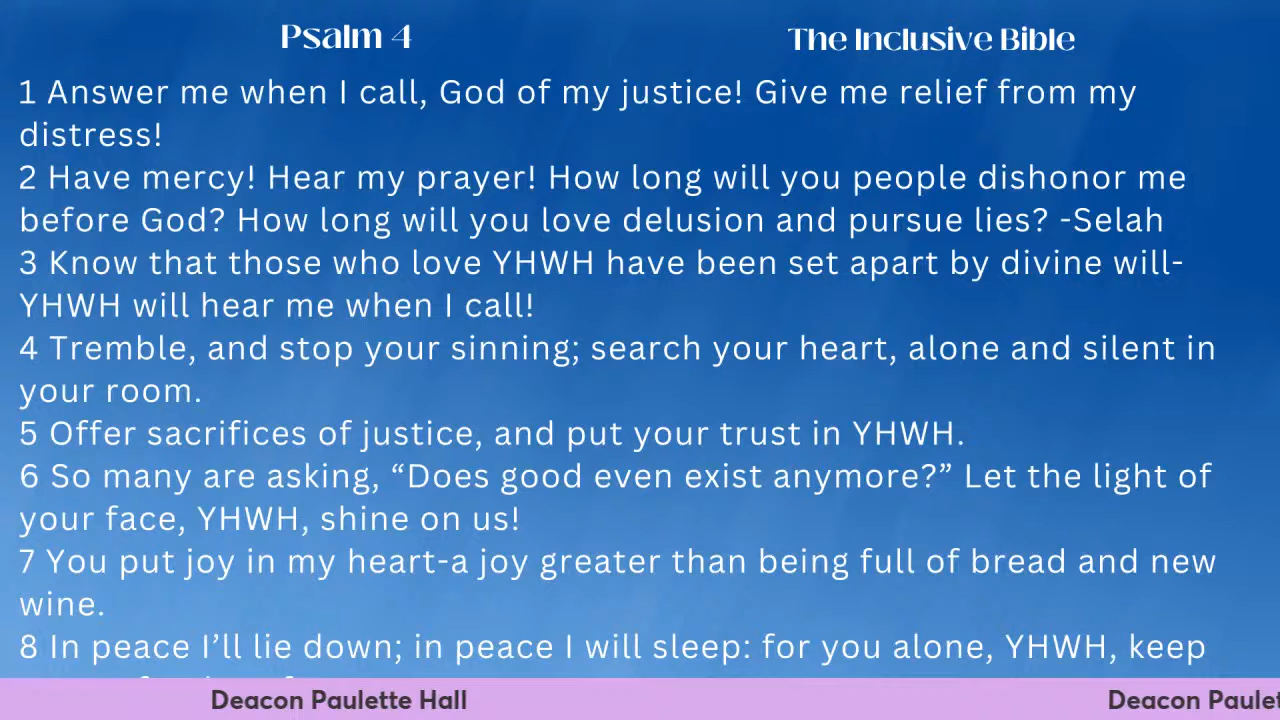 Psalm 4 The Inclusive Bible
1 Answer me when I call, God of my justice! Give me relief from my
distress!
2 Have mercy! Hear my prayer! How long will you people dishonor me
before God? How long will you love delusion and pursue lies? -Selah
3 Know that those who love YHWH have been set apart by divine will-
YHWH will hear me when I call!
4 Tremble, and stop your sinning; search your heart, alone and silent in
your room.
5 Offer sacrifices of justice, and put your trust in YHWH.
6 So many are asking, “Does good even exist anymore?” Let the light of
your face, YHWH, shine on us!
7 You put joy in my heart-a joy greater than being full of bread and new
wine.
8 In peace I’ll lie down; in peace I will sleep: for you alone, YHWH, keep
Deacon Paulette Hall Deacon Paulet